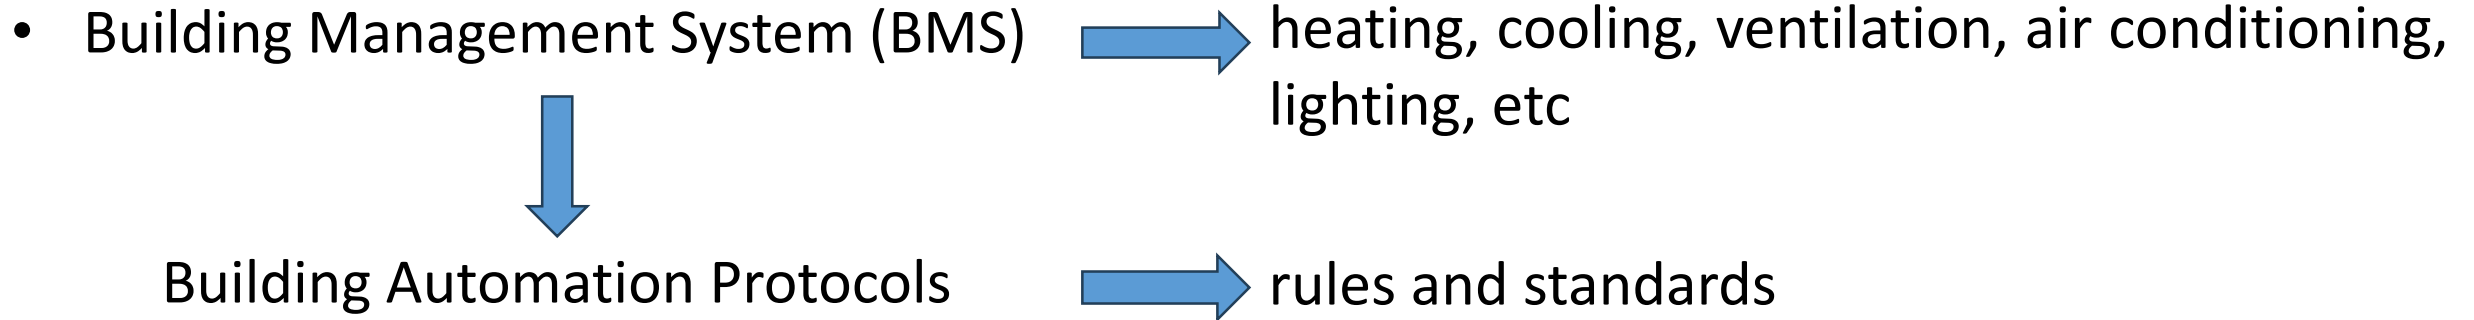 • Building Management System (BMS) heating, cooling, ventilation, air conditioning,
lighting, etc
Building Automation Protocols rules and standards